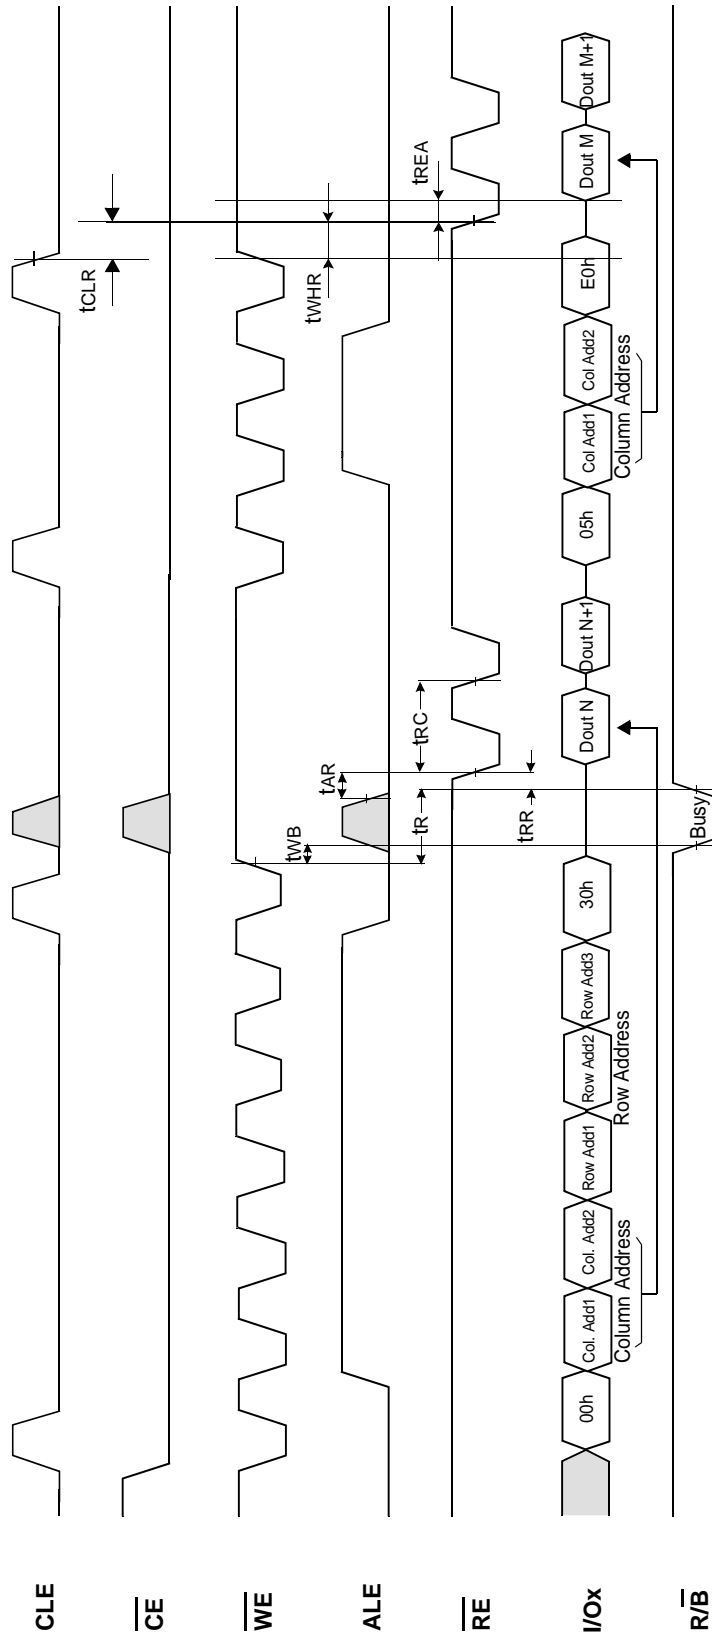 CLE
tCLR
CE
WE
tWB
tWHR
ALE
tAR
tR
tRC
tREA
RE
tRR
I/Ox
00h
Col. Add1
Col. Add2
Row Add1
Row Add2
Row Add3
30h
Dout N
Dout N+1
05h
Col Add1
Col Add2
E0h
Dout M
Dout M+1
Column Address
Row Address
Column Address
R/B
Busy